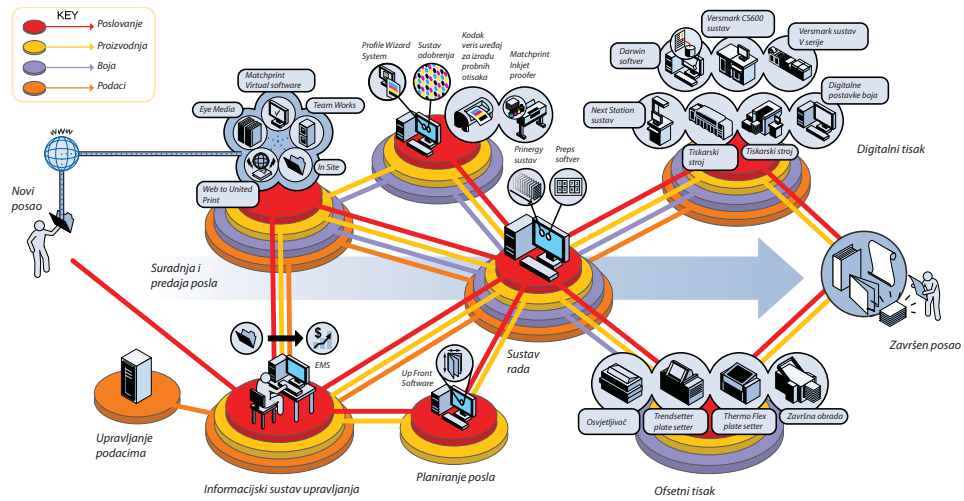 KEY
Poslovanje
Proizvodnja
Boja
Podaci
Matchprint
Virtual software
Eye Media
Team Works
In Site
Web to United
Print
www
Novi
posao
Profile Wizard
System
Sustav
odobrenja
Kodak
veris uređaj
za izradu
probnih
otisaka
Matchprint
Inkjet
proofer
Prinergy
sustav
Preps
softver
Darwin
softver
Versmark CS600
sustav
Versmark sustav
V serije
Next Station
sustav
Digitalne
postavke boja
Tiskarski
stroj
Tiskarski stroj
Digitalni tisak
Suradnja i
predaja posla
Sustav
rada
Završen posao
$
EMS
Up Front
Software
Osvjetljivač
Trendsetter
plate setter
Thermo Flex
plate setter
Završna obrada
Upravljanje
podacima
Informacijski sustav upravljanja
Planiranje posla
Ofsetni tisak